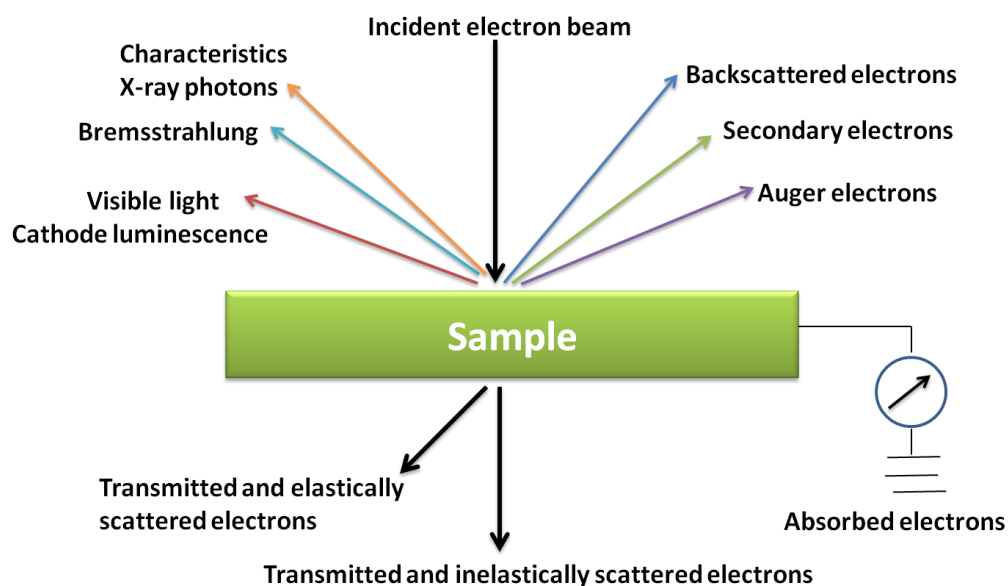 Incident electron beam
Characteristics
X-ray photons
Backscattered electrons
Bremsstrahlung
Secondary electrons
Visible light
Cathode luminescence
Auger electrons
Sample
Transmitted and elastically
scattered electrons
Absorbed electrons
Transmitted and inelastically scattered electrons